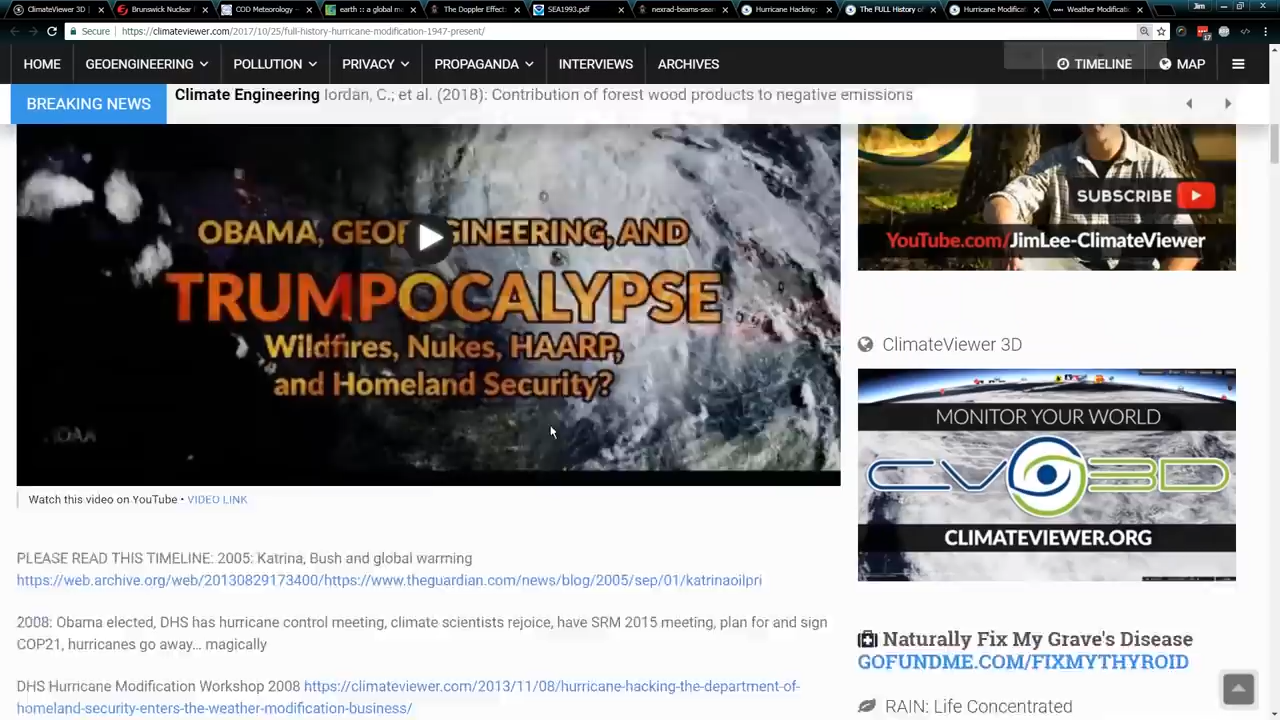 ClimateViewer 3D |
Brunswick Nuclear
COD Meteorology -
earth :: a global m
The Doppler Effect:
SEA1993.pdf
nexrad-beams-sear
Hurricane Hacking:
The FULL History of
Hurricane Modificat
Weather Modificatio
Jim
Secure
https://climateviewer.com/2017/10/25/full-history-hurricane-modification-1947-present/
HOME
GEOENGINEERING
POLLUTION
PRIVACY
PROPAGANDA
INTERVIEWS
ARCHIVES
TIMELINE
MAP
BREAKING NEWS
Climate Engineering Iordan, C.; et al. (2018): Contribution of forest wood products to negative emissions
OBAMA, GEOENGINEERING, AND
TRUMPOCALYPSE
Wildfires, Nukes, HAARP,
and Homeland Security?
Watch this video on YouTube • VIDEO LINK
PLEASE READ THIS TIMELINE: 2005: Katrina, Bush and global warming
https://web.archive.org/web/20130829173400/https://www.theguardian.com/news/blog/2005/sep/01/katrinaoilpri
2008: Obama elected, DHS has hurricane control meeting, climate scientists rejoice, have SRM 2015 meeting, plan for and sign
COP21, hurricanes go away... magically
DHS Hurricane Modification Workshop 2008 https://climateviewer.com/2013/11/08/hurricane-hacking-the-department-of-
homeland-security-enters-the-weather-modification-business/
SUBSCRIBE
YouTube.com/JimLee-ClimateViewer
ClimateViewer 3D
MONITOR YOUR WORLD
CV3D
CLIMATEVIEWER.ORG
Naturally Fix My Grave's Disease
GOFUNDME.COM/FIXMYTHYROID
RAIN: Life Concentrated